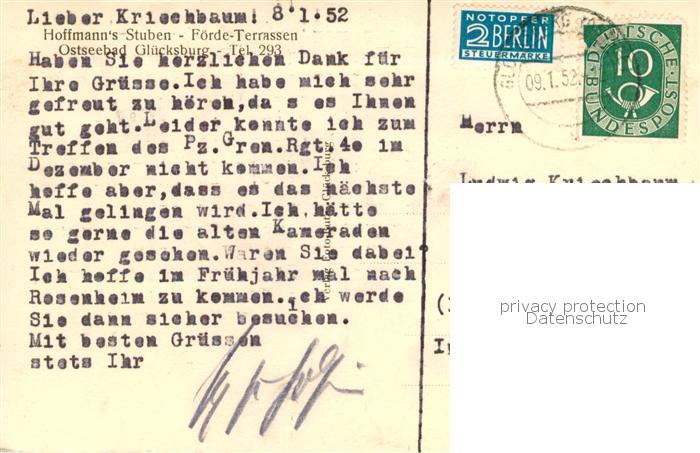 Lieber Kriechbaum! 8.1.52
Hoffmann's Stuben - Förde-Terrassen
Ostseebad Glücksburg - Tel. 293
Haben Sie herzlichen Dank für
Ihre Grüsse.Ich habe mich sehr
gefreut zu hören,da s es Ihnen
gut geht.Leider konnte ich zum
Treffen des Pz.Gren.Rgt.40 im
Dezember nicht kommen.Ich
hoffe aber,dass es das nächste
Mal gelingen wird.Ich hätte
so gerne die alten Kameraden
wieder gesehen.Waren Sie dabei
Ich hoffe im Frühjahr mal nach
Rosenheim zu kommen.Ich werde
Sie dann sicher besuchen.
Mit besten Grüssen
stets Ihr
NOTOPFER
2 BERLIN
STEUERMARKE
09.1.52
DEUTSCHE
10
BUNDESPOST
Herrn
Ludwig Kriechbaum
privacy protection
Datenschutz